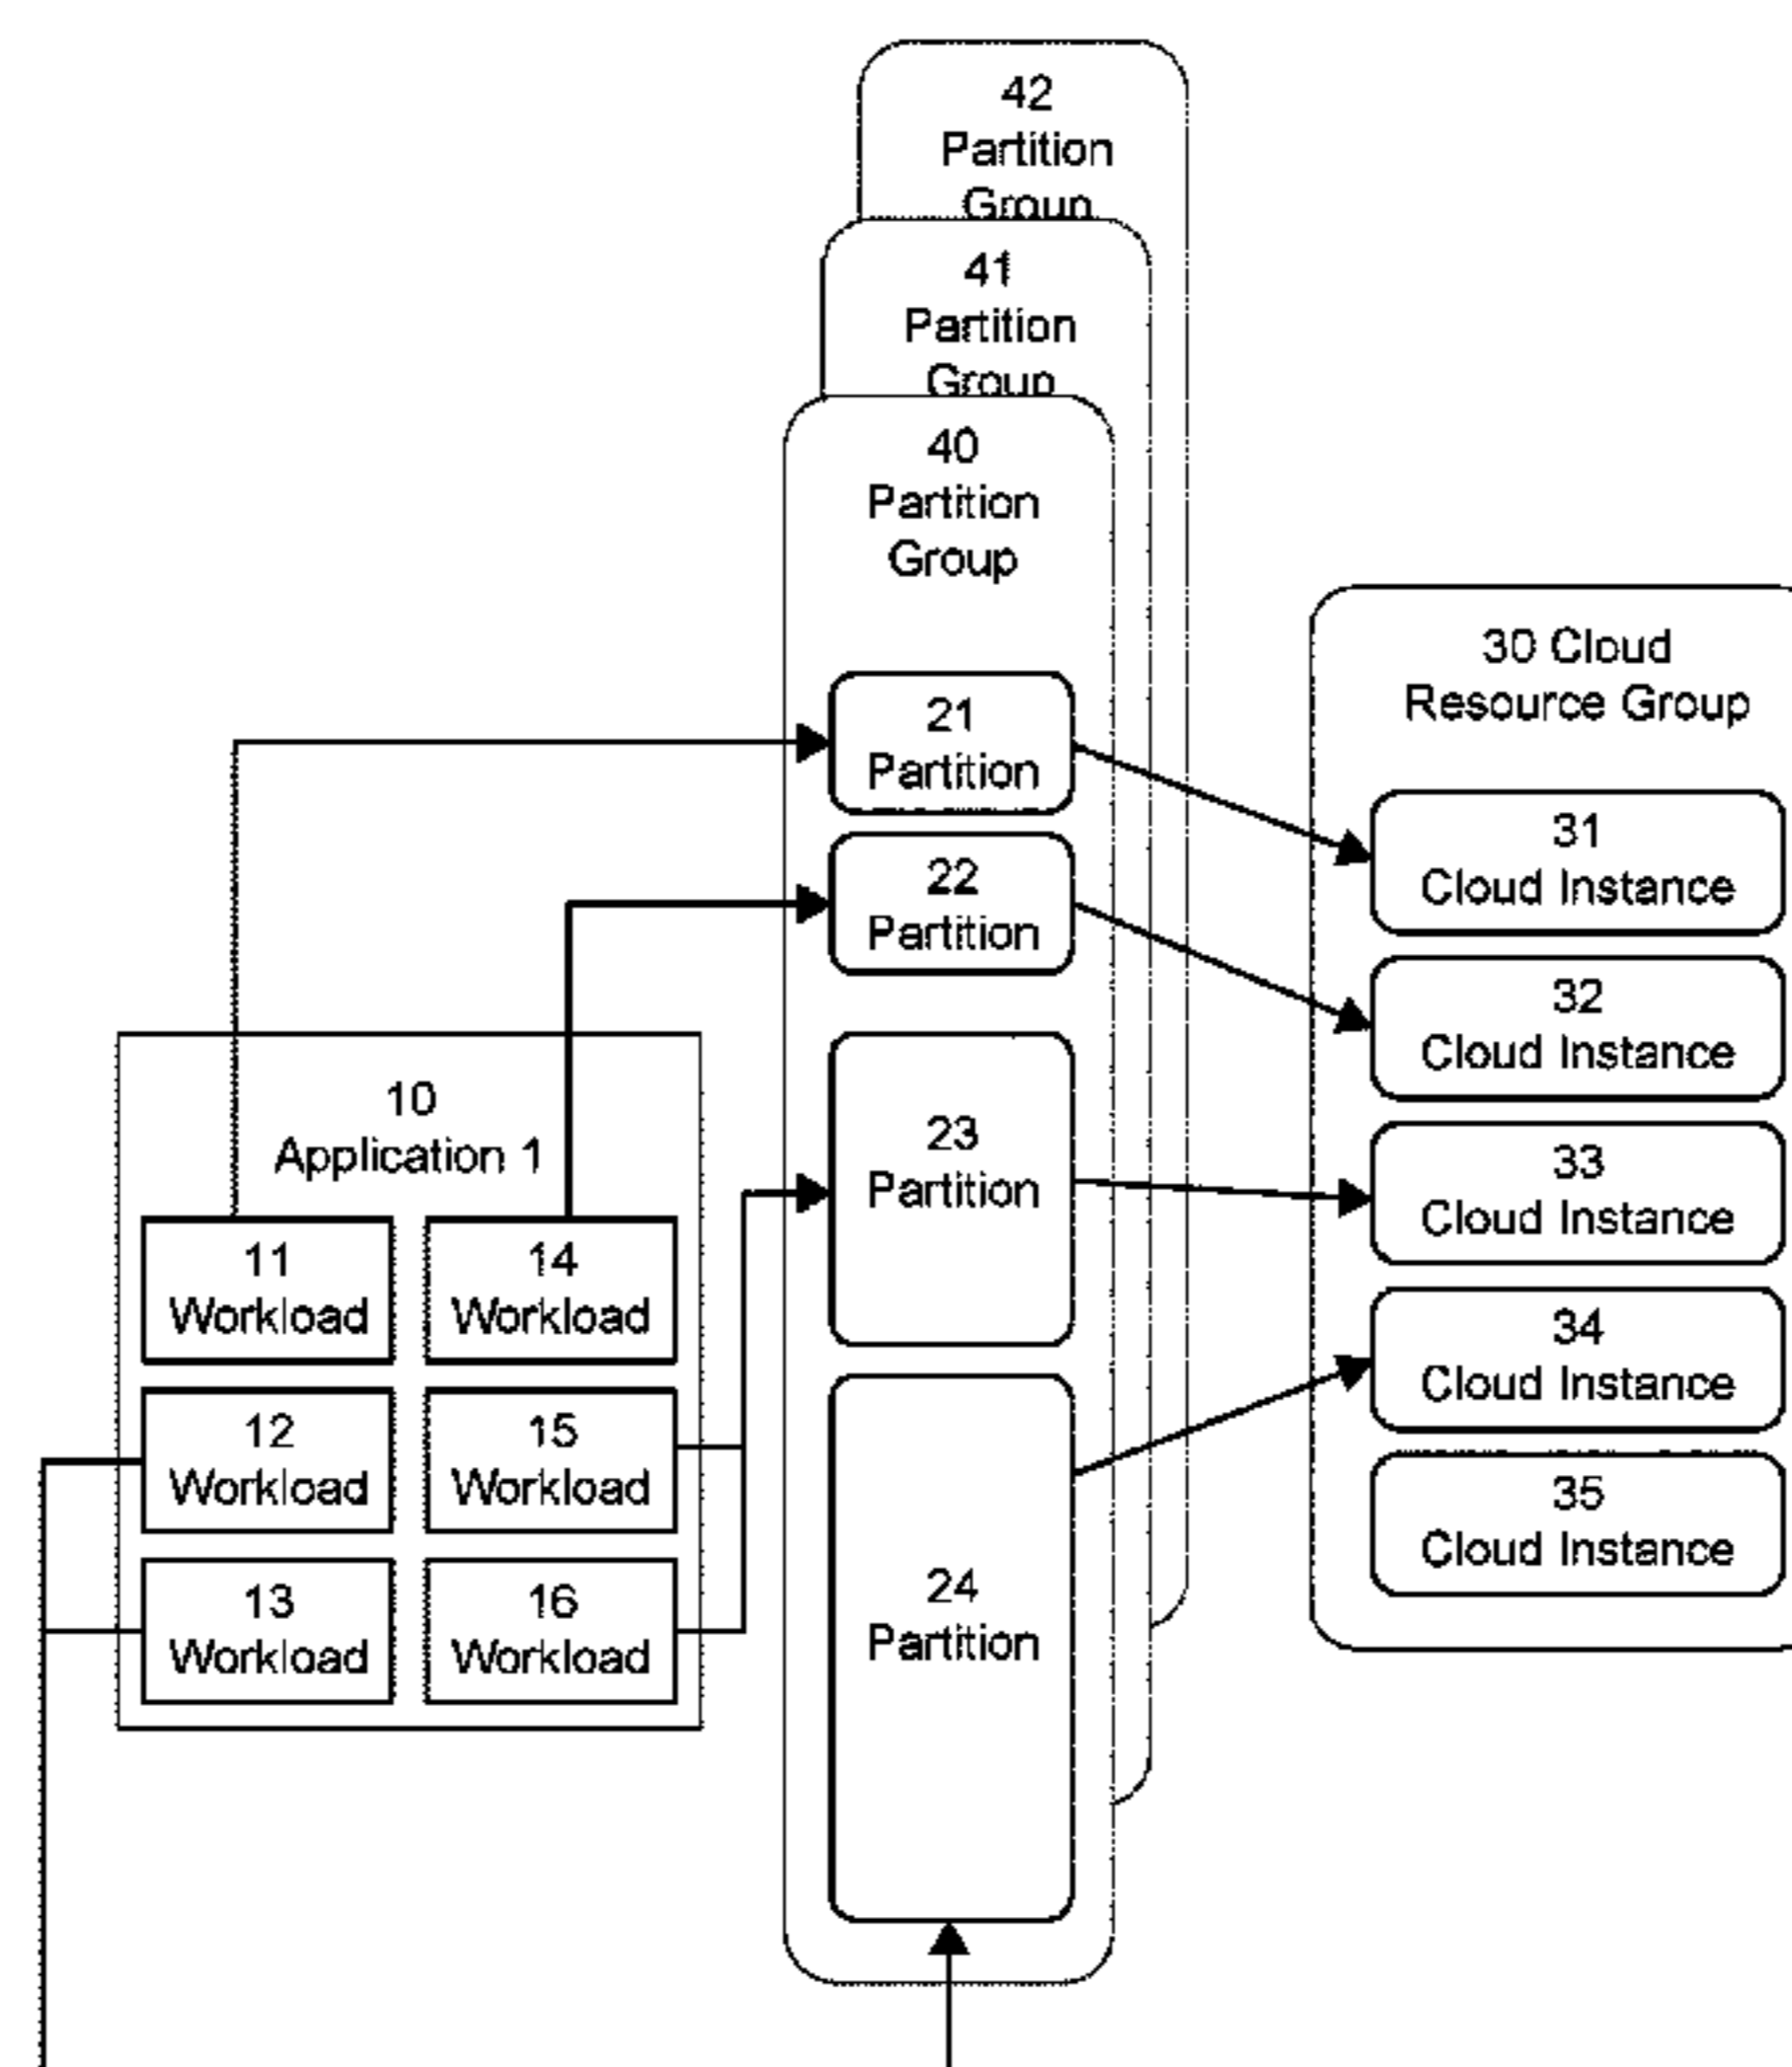 42
Partition
Group
41
Partition
Group
40
Partition
Group
30 Cloud
Resource Group
21
Partition
22
Partition
23
Partition
24
Partition
31
Cloud Instance
32
Cloud Instance
33
Cloud Instance
34
Cloud Instance
35
Cloud Instance
10
Application 1
11
Workload
14
Workload
12
Workload
15
Workload
13
Workload
16
Workload